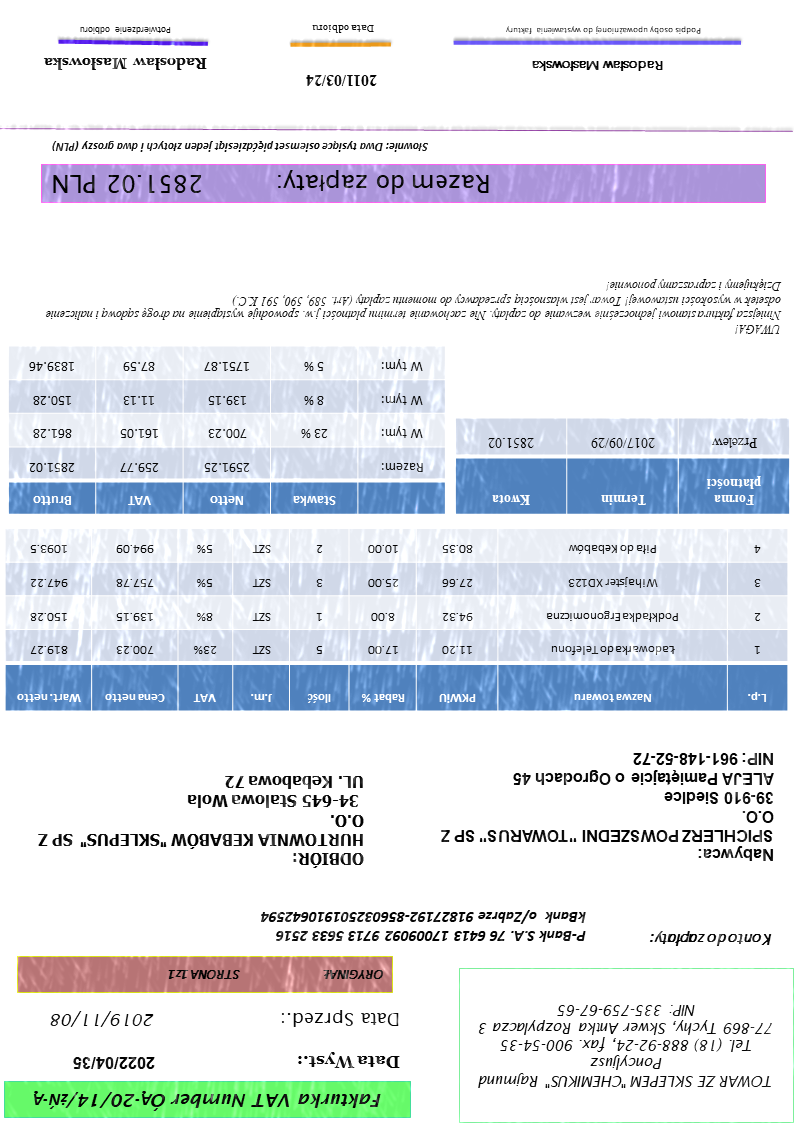 TOWAR ZE SKLEPEM "CHEMIKUS" Rajmund
Poncyljusz
Tel. (18) 888-92-24, fax. 900-54-35
77-869 Tychy, Skwer Antka Rozpylacza 3
NIP: 335-759-67-65
Fakturka VAT Number ÓĄ-20/14/żŃ-Ą
Data Wyst.: 2022/04/35
Data Sprzed.: 2019/11/08
ORYGINAŁ STRONA 1z1
Konto do zapłaty: P-Bank S.A. 76 6413 17009092 9713 5633 2516
kBank o/Zabrze 91827192-856032501910642594
Nabywca:
SPICHLERZ POWSZEDNI "TOWARUS" SP Z
O.O.
39-910 Siedlce
ALEJA Pamiętajcie o Ogrodach 45
NIP: 961-148-52-72
ODBIÓR:
HURTOWNIA KEBABÓW "SKLEPUS" SP Z
O.O.
34-645 Stalowa Wola
UL. Kebabowa 72
L.p. Nazwa towaru PKWiU Rabat % Ilość J.m. VAT Cena netto Wart. netto
1 Ładowarka Do Telefonu 11.20 17.00 5 SZT 23% 700.23 819.27
2 Podkładka Ergonomiczna 94.32 8.00 1 SZT 8% 139.15 150.28
3 Wihajster XD123 27.66 25.00 3 SZT 5% 757.78 947.22
4 Piła do Kebabów 80.35 10.00 2 SZT 5% 994.09 1093.5
Forma płatności Termin Kwota
Przelew 2017/09/29 2851.02
Stawka Netto VAT Brutto
Razem: 2591.25 259.77 2851.02
W tym: 23 % 700.23 161.05 861.28
W tym: 8 % 139.15 11.13 150.28
W tym: 5 % 1751.87 87.59 1839.46
UWAGA!
Niniejsza faktura stanowi jednocześnie wezwanie do zapłaty. Nie zachowanie terminu płatności j.w. spowoduje wystąpienie na drogę sądową i naliczenie
odsetek w wysokości ustawowej! Towar jest własnością sprzedawcy do momentu zapłaty (Art. 589, 590, 591 K.C.)
Dziękujemy i zapraszamy ponownie!
Razem do zapłaty: 2851.02 PLN
Słownie: Dwa tysiące osiemset pięćdziesiąt jeden złotych i dwa groszy (PLN)
Radosław Masłowska
Podpis osoby upoważnionej do wystawienia faktury
2011/03/24
Data odbioru
Radosław Masłowska
Potwierdzenie odbioru